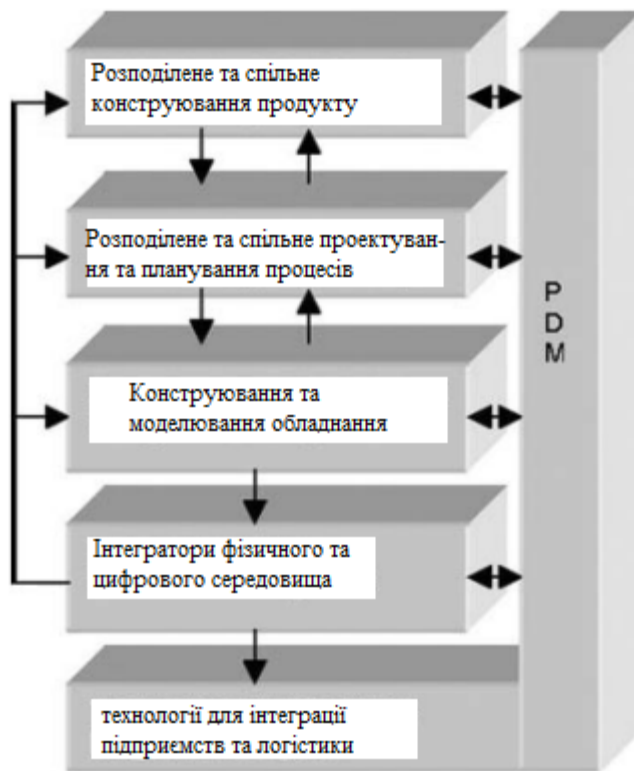 Розподілене та спільне
конструювання продукту
Розподілене та спільне проектуван-
ня та планування процесів
Конструювання та
моделювання обладнання
Інтегратори фізичного та
цифрового середовища
технології для інтеграції
підприємств та логістики
P
D
M